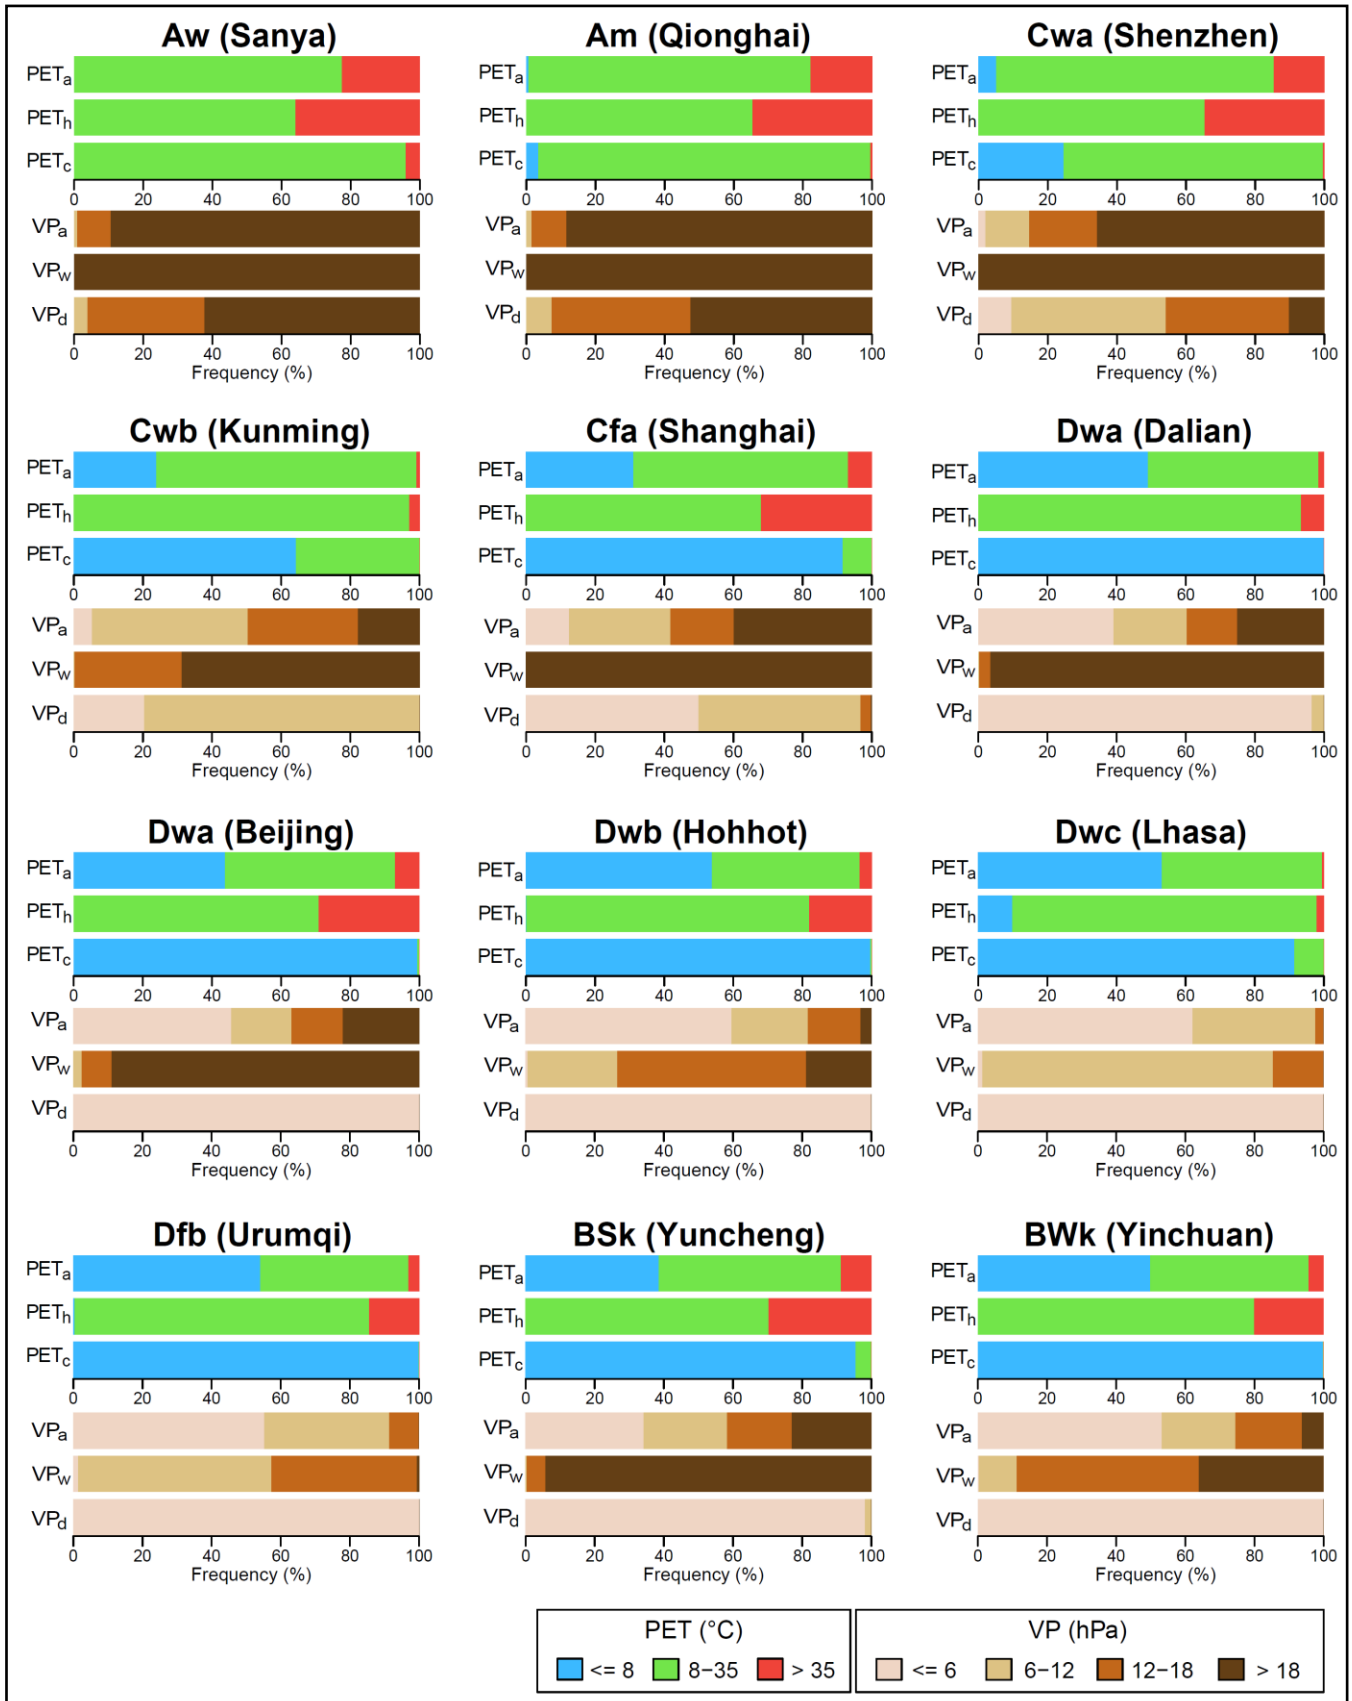 Aw (Sanya) Am (Qionghai) Cwa (Shenzhen)
PETa PETa PETa
PETh PETh PETh
PETc PETc PETc
0 20 40 60 80 100 0 20 40 60 80 100 0 20 40 60 80 100
VPa VPa VPa
VPw VPw VPw
VPd VPd VPd
0 20 40 60 80 100 0 20 40 60 80 100 0 20 40 60 80 100
Frequency (%) Frequency (%) Frequency (%)
Cwb (Kunming) Cfa (Shanghai) Dwa (Dalian)
PETa PETa PETa
PETh PETh PETh
PETc PETc PETc
0 20 40 60 80 100 0 20 40 60 80 100 0 20 40 60 80 100
VPa VPa VPa
VPw VPw VPw
VPd VPd VPd
0 20 40 60 80 100 0 20 40 60 80 100 0 20 40 60 80 100
Frequency (%) Frequency (%) Frequency (%)
Dwa (Beijing) Dwb (Hohhot) Dwc (Lhasa)
PETa PETa PETa
PETh PETh PETh
PETc PETc PETc
0 20 40 60 80 100 0 20 40 60 80 100 0 20 40 60 80 100
VPa VPa VPa
VPw VPw VPw
VPd VPd VPd
0 20 40 60 80 100 0 20 40 60 80 100 0 20 40 60 80 100
Frequency (%) Frequency (%) Frequency (%)
Dfb (Urumqi) BSk (Yuncheng) BWk (Yinchuan)
PETa PETa PETa
PETh PETh PETh
PETc PETc PETc
0 20 40 60 80 100 0 20 40 60 80 100 0 20 40 60 80 100
VPa VPa VPa
VPw VPw VPw
VPd VPd VPd
0 20 40 60 80 100 0 20 40 60 80 100 0 20 40 60 80 100
Frequency (%) Frequency (%) Frequency (%)
PET (°C) VP (hPa)
<= 8 8−35 > 35 <= 6 6−12 12−18 > 18